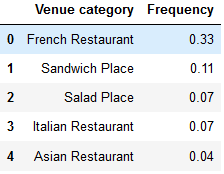 Venue category Frequency
0 French Restaurant 0.33
1 Sandwich Place 0.11
2 Salad Place 0.07
3 Italian Restaurant 0.07
4 Asian Restaurant 0.04